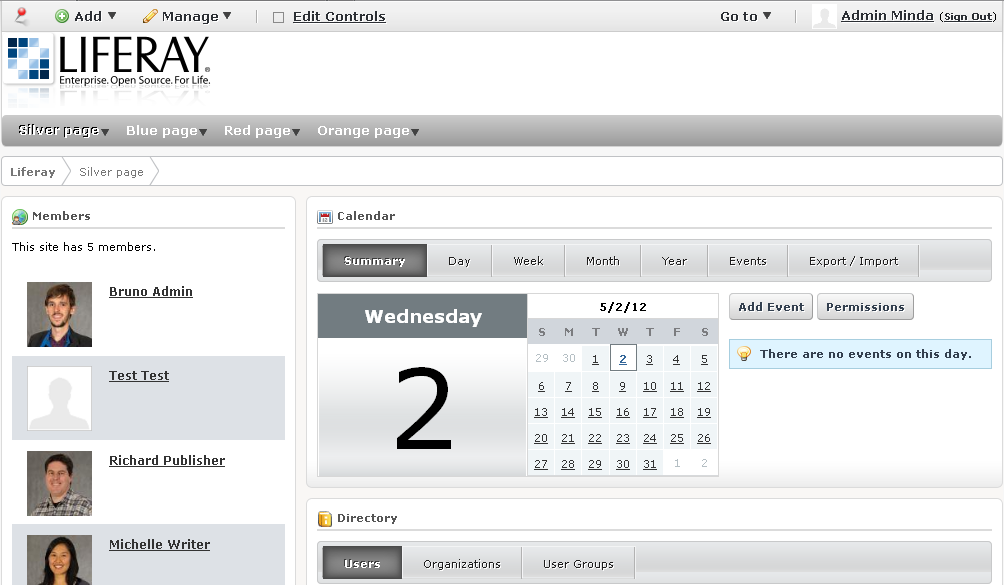 Add Manage Edit Controls Go to Admin Minda (Sign Out)
LIFERAY.
Enterprise. Open Source. For Life.
Silver page Blue page Red page Orange page
Liferay Silver page
Members
This site has 5 members.
Bruno Admin
Test Test
Richard Publisher
Michelle Writer
Calendar
Summary Day Week Month Year Events Export / Import
Wednesday
2
5/2/12
S M T W T F S
29 30 1 2 3 4 5
6 7 8 9 10 11 12
13 14 15 16 17 18 19
20 21 22 23 24 25 26
27 28 29 30 31 1 2
Add Event Permissions
There are no events on this day.
Directory
Users Organizations User Groups